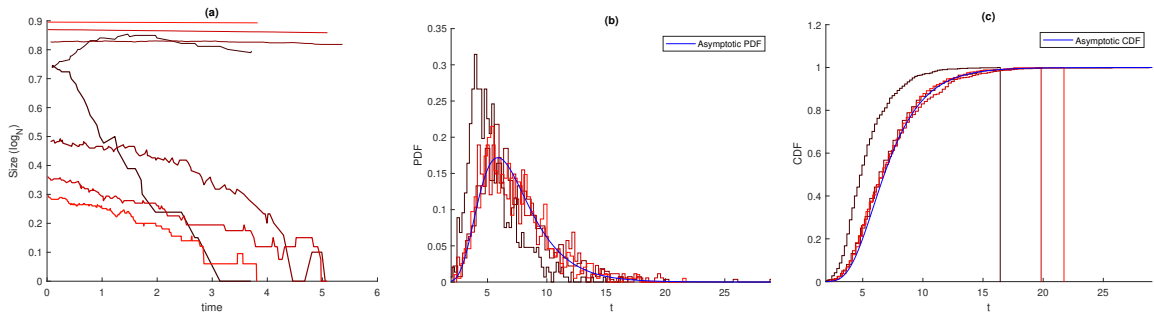 (a)
Size (log_N)
0.9
0.8
0.7
0.6
0.5
0.4
0.3
0.2
0.1
0
0 1 2 3 4 5 6
time
(b)
Asymptotic PDF
PDF
0.35
0.3
0.25
0.2
0.15
0.1
0.05
0
5 10 15 20 25
t
(c)
Asymptotic CDF
CDF
1.2
1
0.8
0.6
0.4
0.2
0
5 10 15 20 25
t